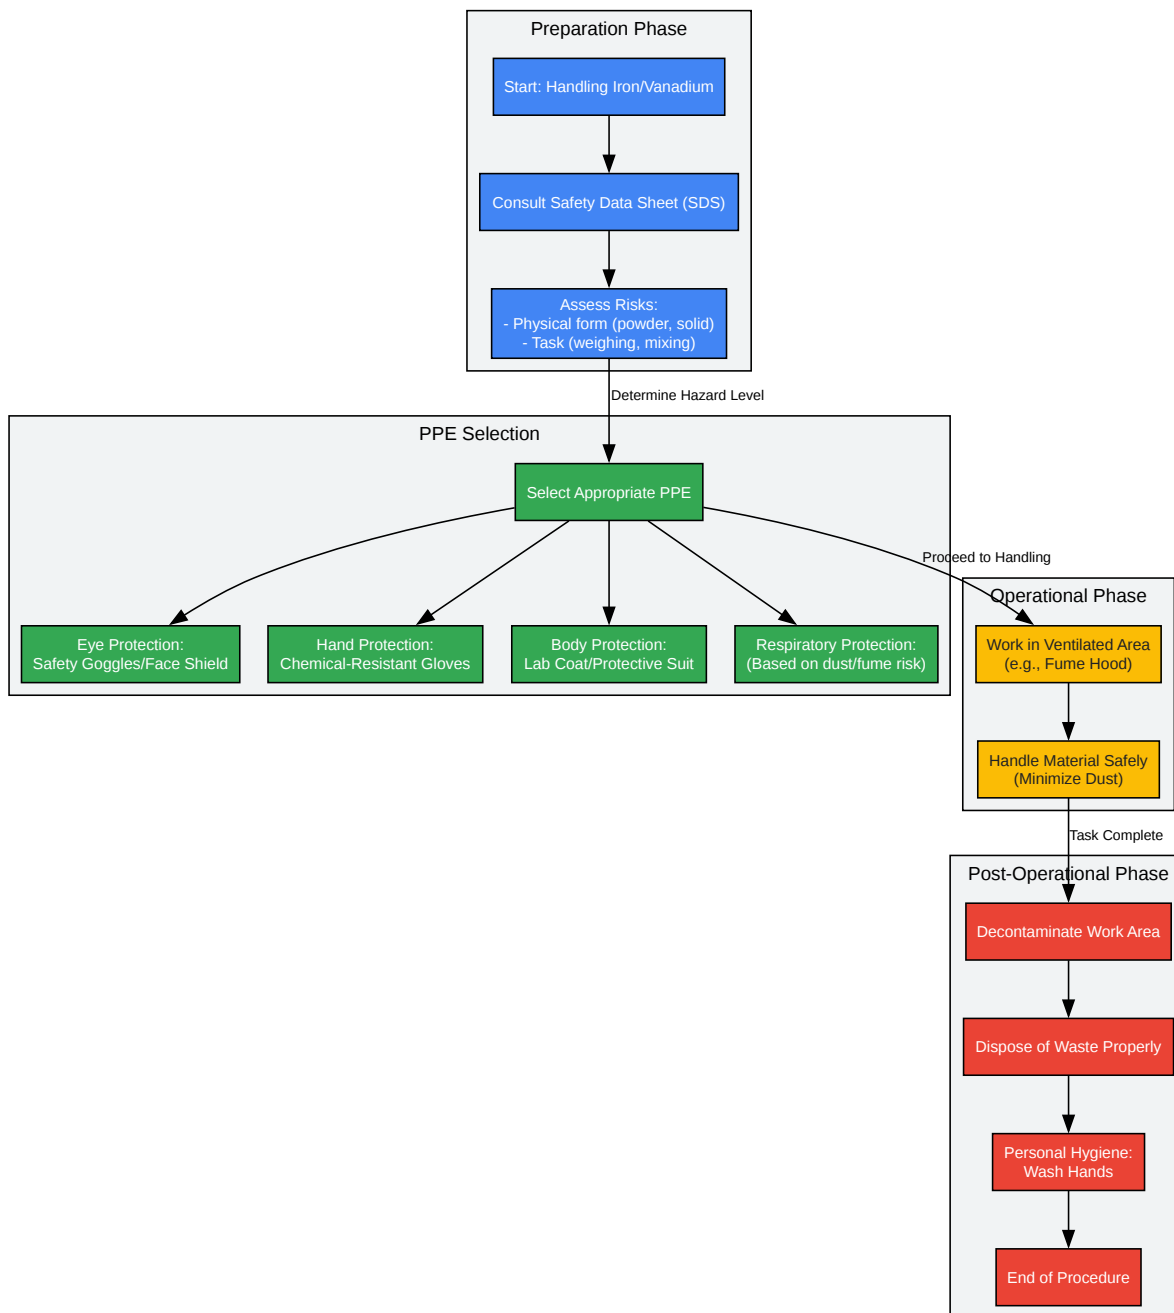 Preparation Phase
Start: Handling Iron/Vanadium
Consult Safety Data Sheet (SDS)
Assess Risks:
- Physical form (powder, solid)
- Task (weighing, mixing)
Determine Hazard Level
PPE Selection
Select Appropriate PPE
Proceed to Handling
Operational Phase
Eye Protection:
Safety Goggles/Face Shield
Hand Protection:
Chemical-Resistant Gloves
Body Protection:
Lab Coat/Protective Suit
Respiratory Protection:
(Based on dust/fume risk)
Work in Ventilated Area
(e.g., Fume Hood)
Handle Material Safely
(Minimize Dust)
Task Complete
Post-Operational Phase
Decontaminate Work Area
Dispose of Waste Properly
Personal Hygiene:
Wash Hands
End of Procedure